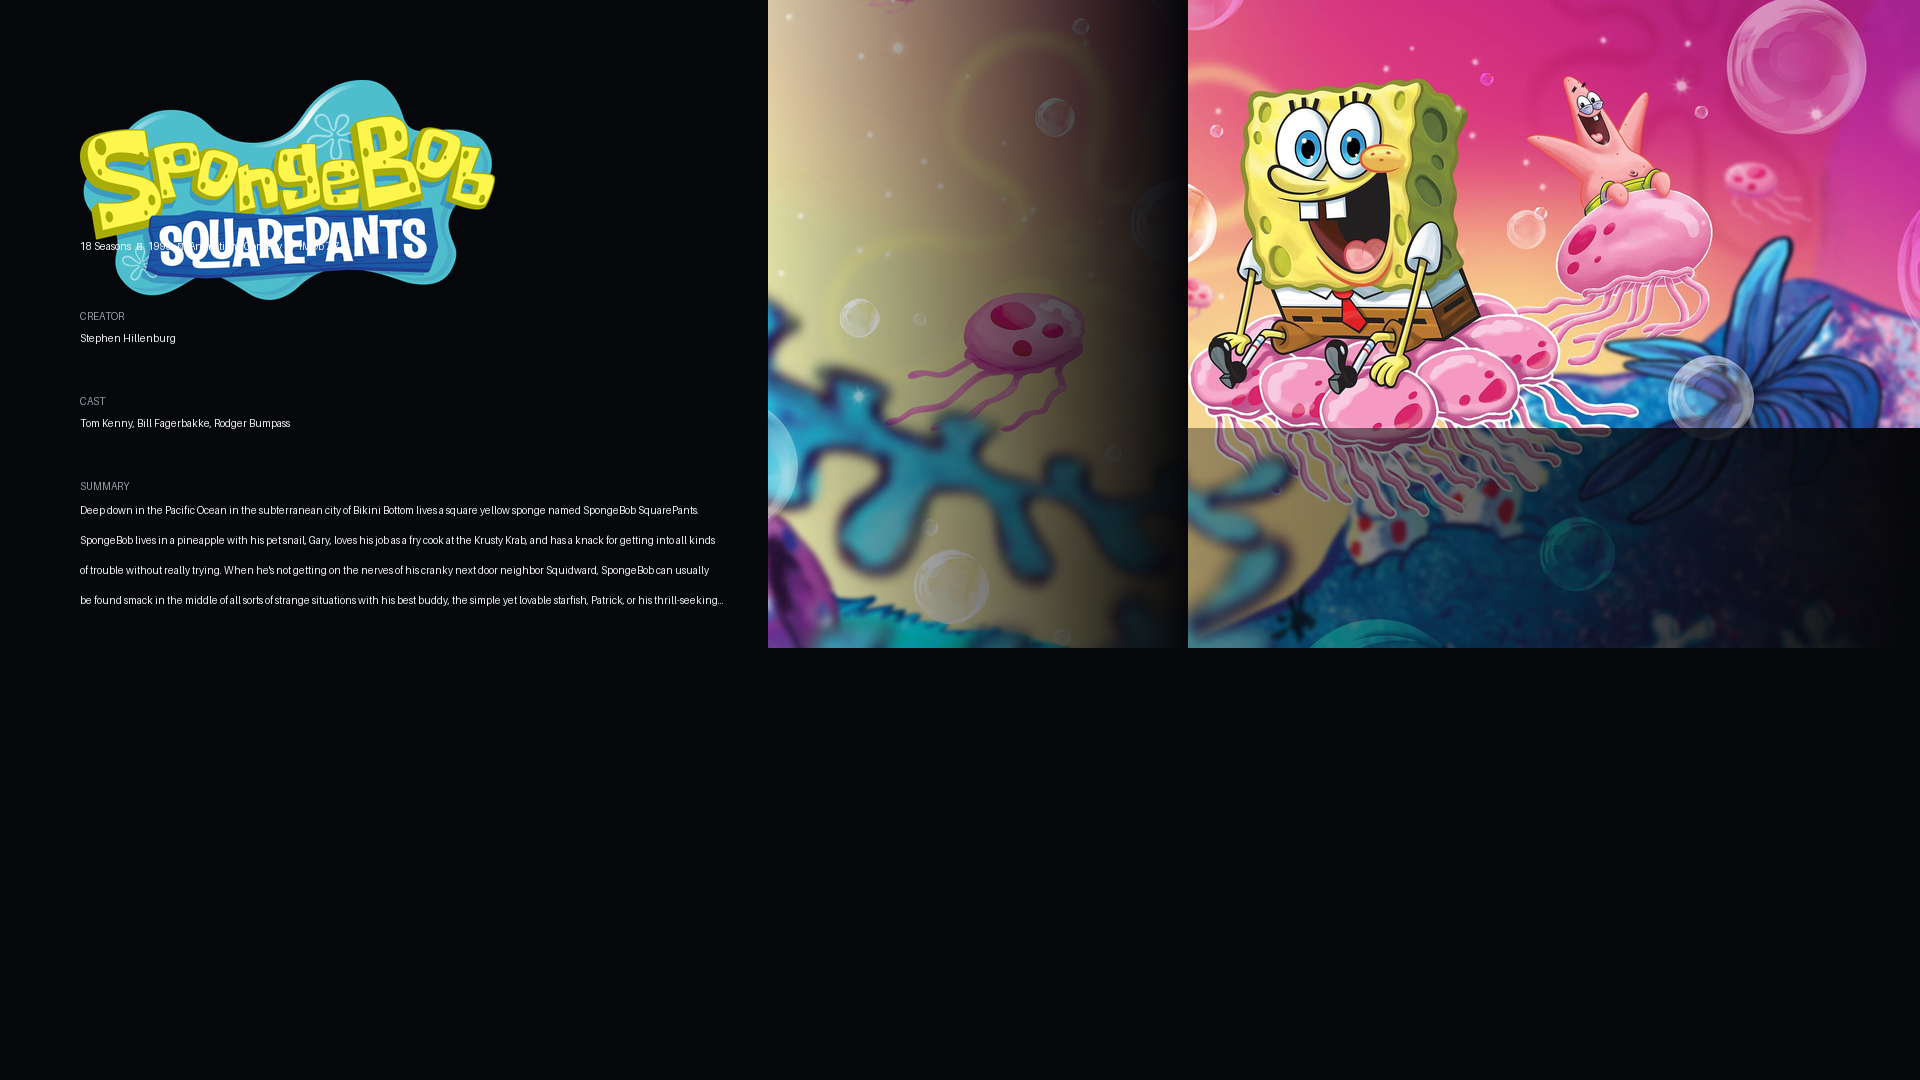 SpongeBob
SQUAREPANTS
18 Seasons
CREATOR
Stephen Hillenburg
CAST
Tom Kenny, Bill Fagerbakke, Rodger Bumpass
SUMMARY
Deep down in the Pacific Ocean in the subterranean city of Bikini Bottom lives a square yellow sponge named SpongeBob SquarePants.
SpongeBob lives in a pineapple with his pet snail, Gary, loves his job as a fry cook at the Krusty Krab, and has a knack for getting into all kinds
of trouble without really trying. When he's not getting on the nerves of his cranky next door neighbor Squidward, SpongeBob can usually
be found smack in the middle of all sorts of strange situations with his best buddy, the simple yet lovable starfish, Patrick, or his thrill-seeking...